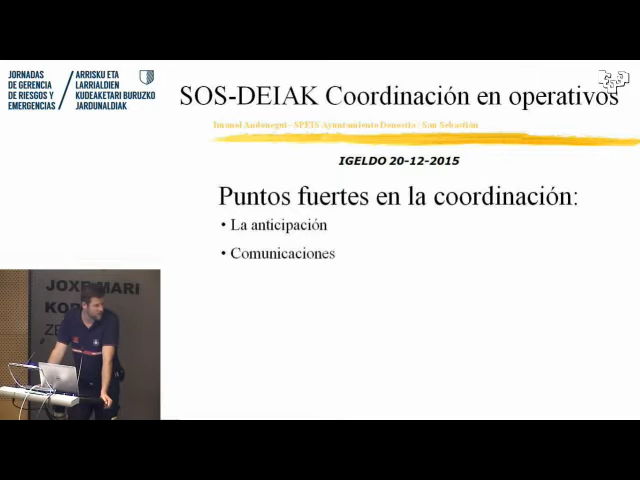 JORNADAS
DE GERENCIA
DE RIESGOS Y
EMERGENCIAS
ARRISKU ETA
LARRIALDIEN
KUDEAKETARI BURUZKO
JARDUNALDIAK
SOS-DEIAK Coordinación en operativos
Imanol Andonegui - SPEIS Ayuntamiento Donostia / San Sebastián
IGELDO 20-12-2015
Puntos fuertes en la coordinación:
• La anticipación
• Comunicaciones
JOXE MARI